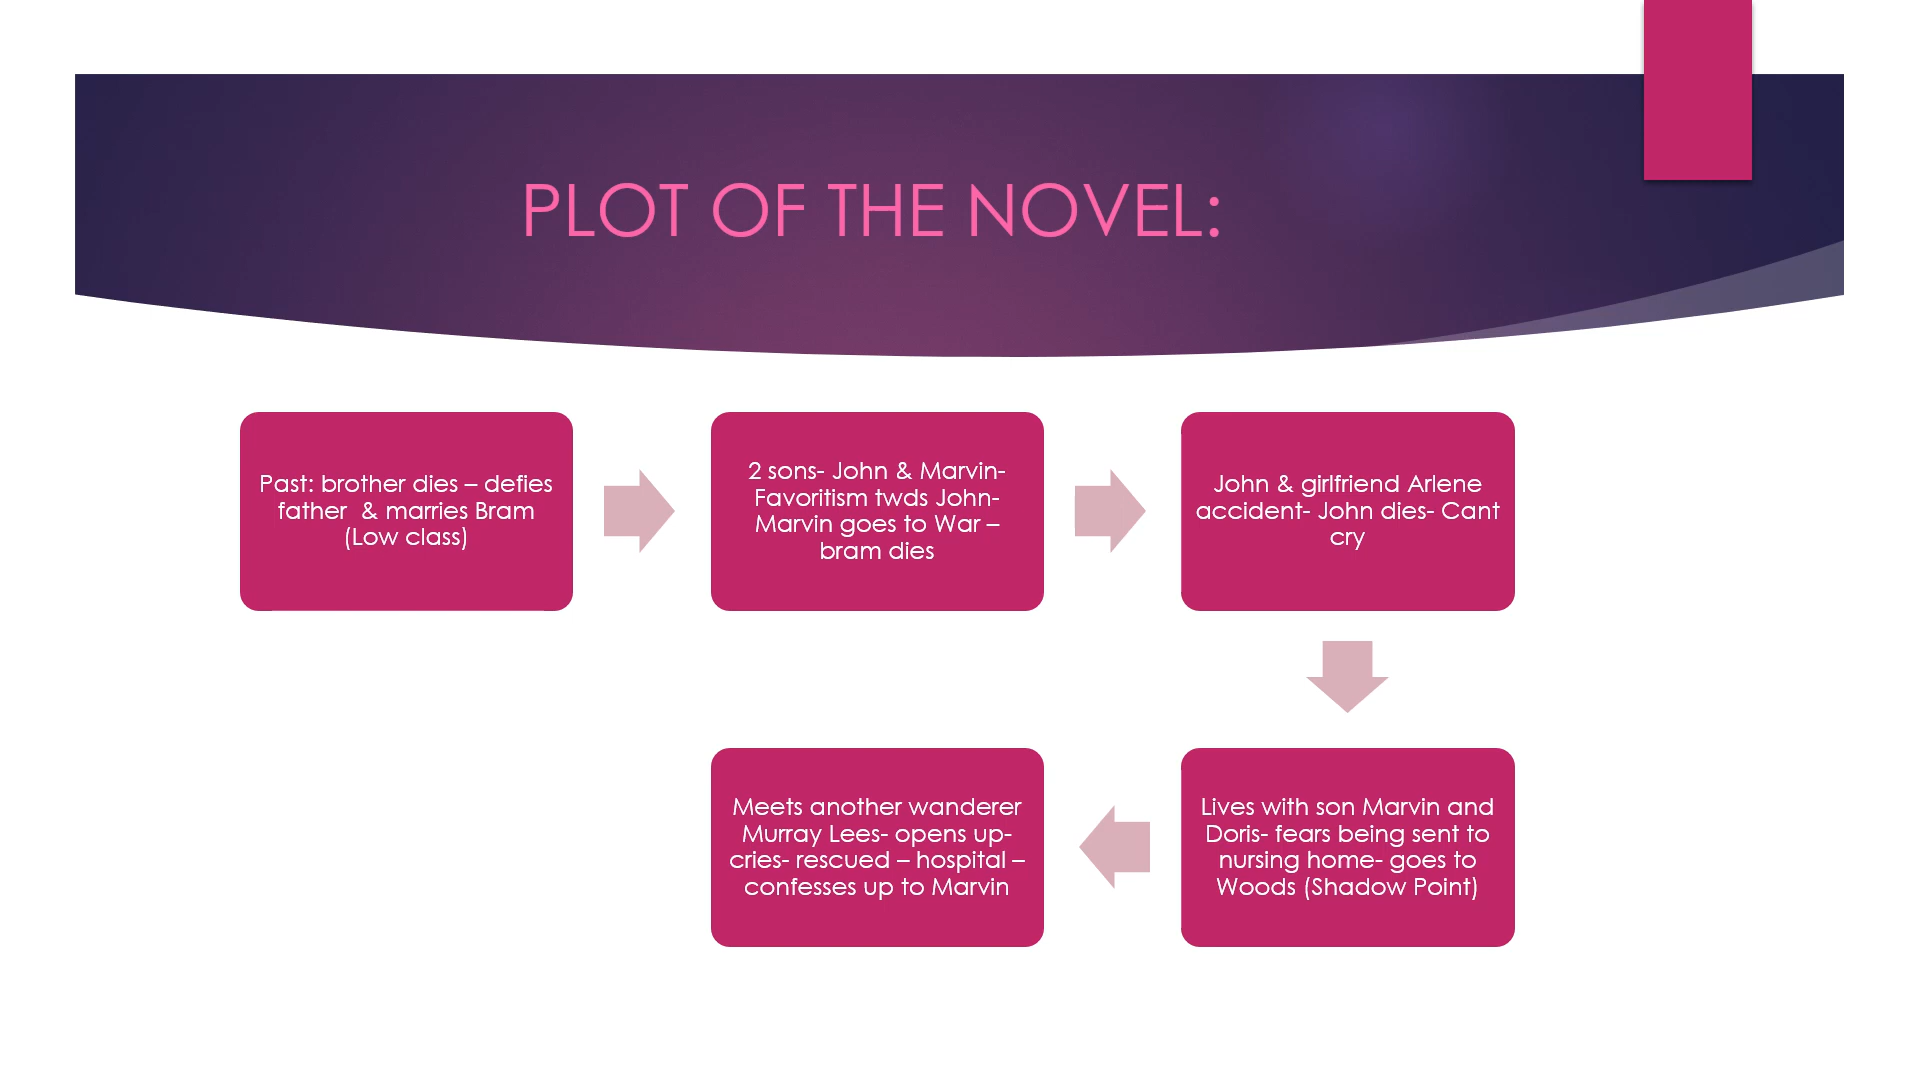 PLOT OF THE NOVEL:
Past: brother dies – defies
father  & marries Bram
(Low class)
2 sons- John & Marvin-
Favoritism twds John-
Marvin goes to War –
bram dies
John & girlfriend Arlene
accident- John dies- Cant
cry
Lives with son Marvin and
Doris- fears being sent to
nursing home- goes to
Woods (Shadow Point)
Meets another wanderer
Murray Lees- opens up-
cries- rescued – hospital –
confesses up to Marvin